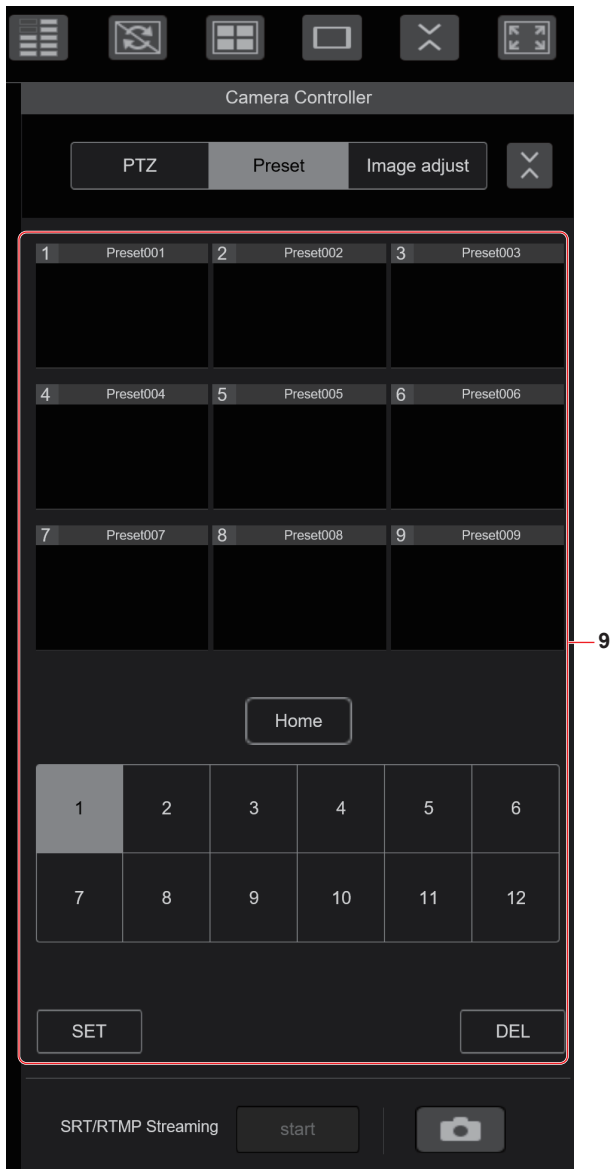 Camera Controller
PTZ Preset Image adjust
1 Preset001 2 Preset002 3 Preset003
4 Preset004 5 Preset005 6 Preset006
7 Preset007 8 Preset008 9 Preset009
9
Home
1 2 3 4 5 6
7 8 9 10 11 12
SET DEL
SRT/RTMP Streaming start